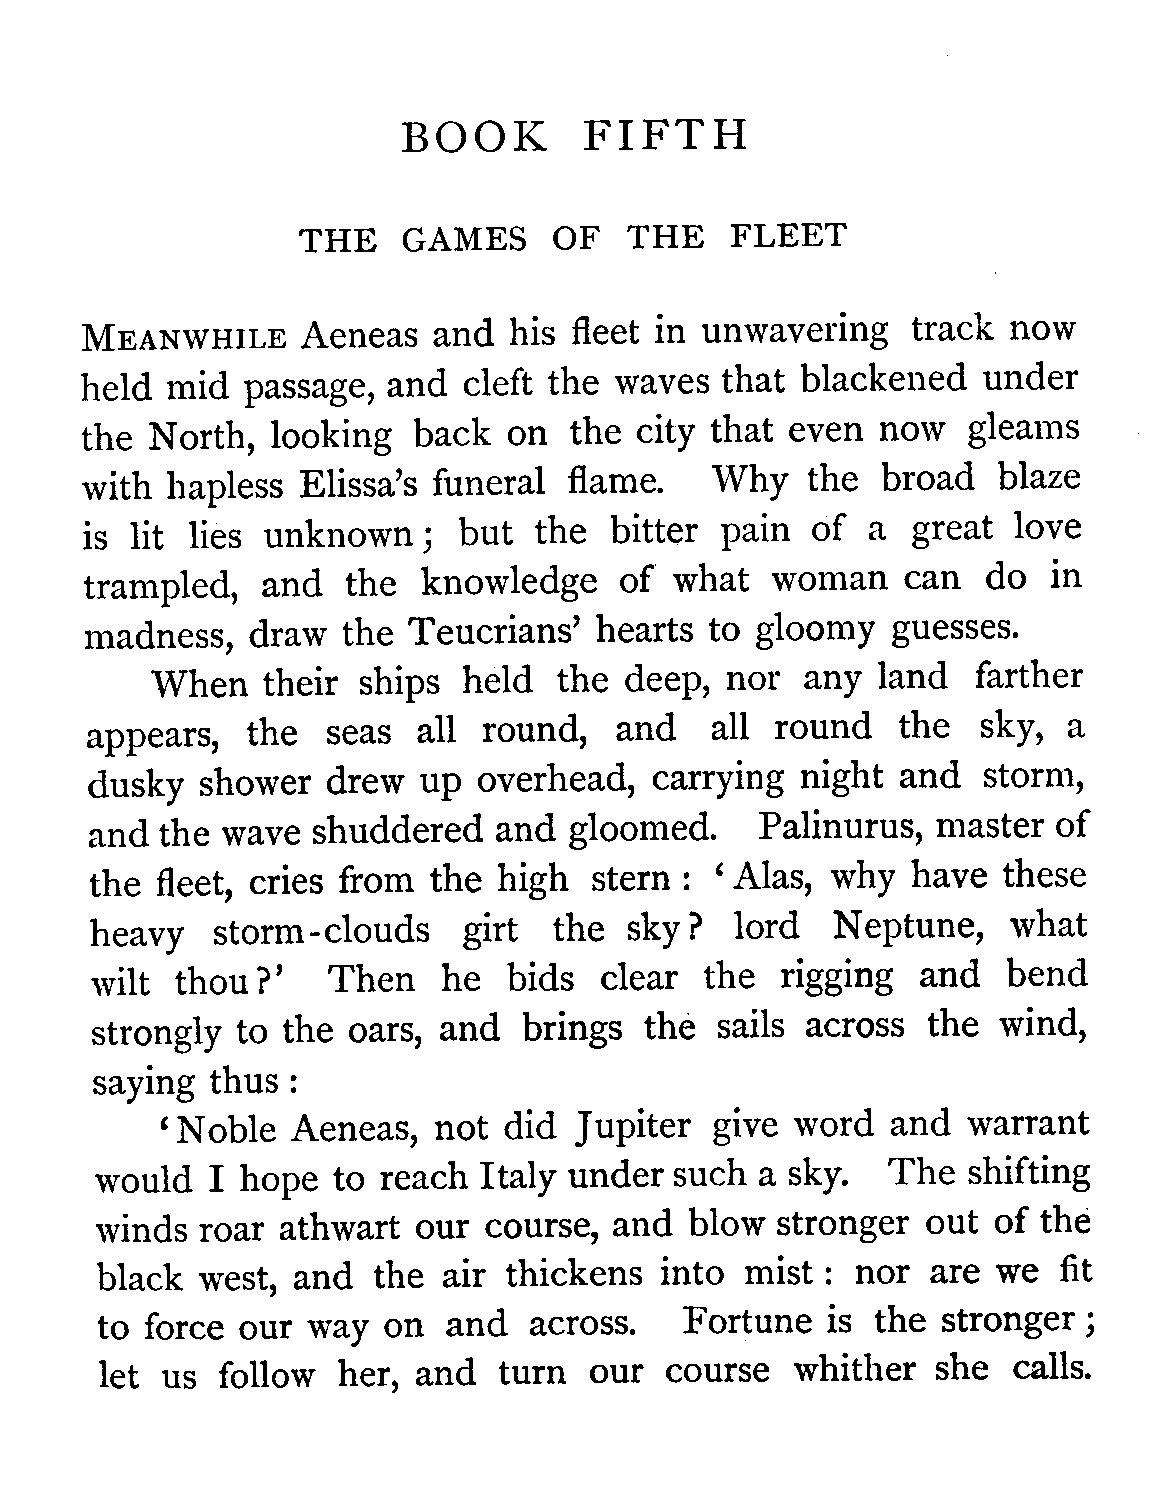 BOOK FIFTH
THE GAMES OF THE FLEET
MEANWHILE Aeneas and his fleet in unwavering track now
held mid passage, and cleft the waves that blackened under
the North, looking back on the city that even now gleams
with hapless Elissa’s funeral flame. Why the broad blaze
is lit lies unknown; but the bitter pain of a great love
trampled, and the knowledge of what woman can do in
madness, draw the Teucrians’ hearts to gloomy guesses.
When their ships held the deep, nor any land farther
appears, the seas all round, and all round the sky, a
dusky shower drew up overhead, carrying night and storm,
and the wave shuddered and gloomed. Palinurus, master of
the fleet, cries from the high stern: ‘Alas, why have these
heavy storm-clouds girt the sky? lord Neptune, what
wilt thou?’ Then he bids clear the rigging and bend
strongly to the oars, and brings the sails across the wind,
saying thus:
‘Noble Aeneas, not did Jupiter give word and warrant
would I hope to reach Italy under such a sky. The shifting
winds roar athwart our course, and blow stronger out of the
black west, and the air thickens into mist: nor are we fit
to force our way on and across. Fortune is the stronger;
let us follow her, and turn our course whither she calls.